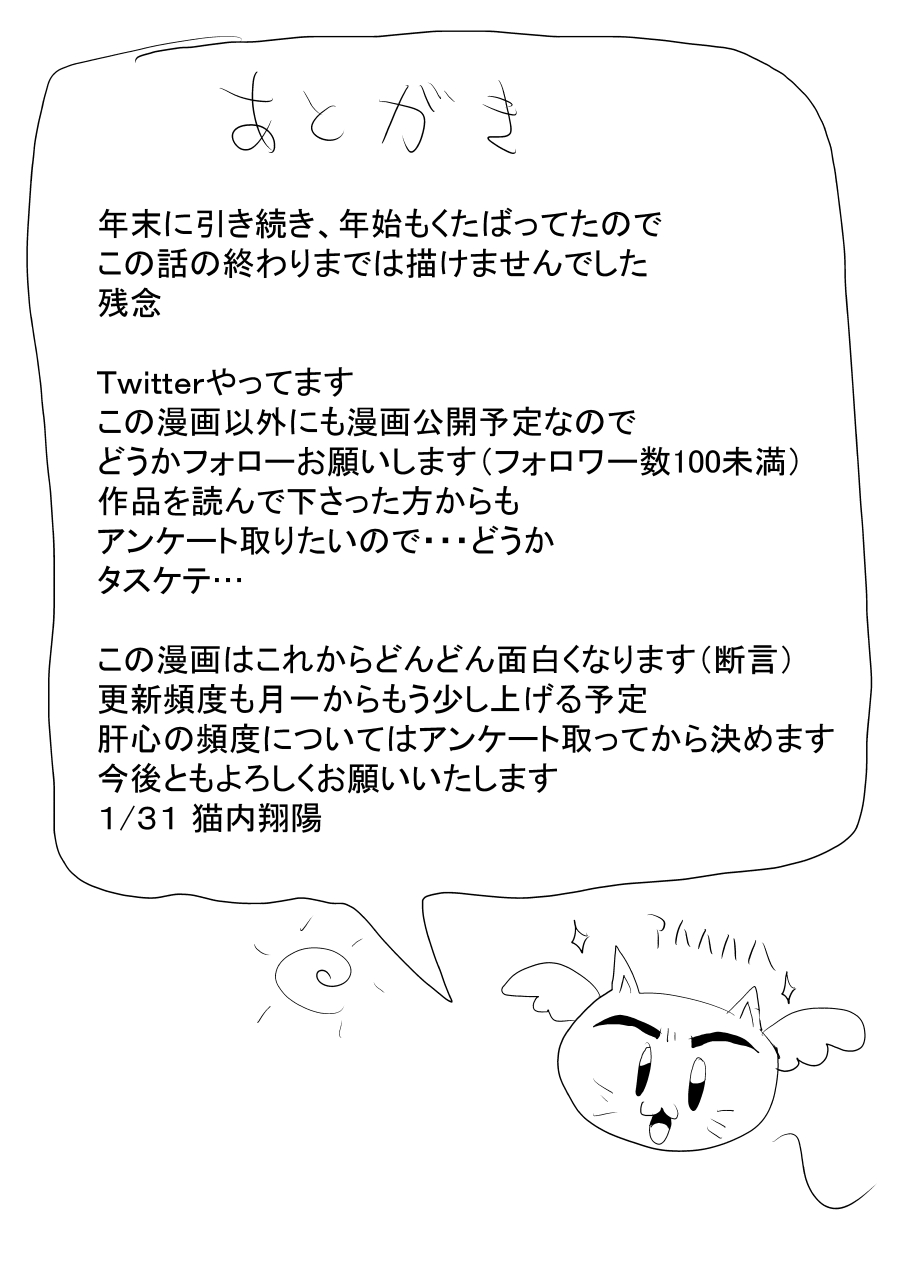 あとがき
年末に引き続き、年始もくたばってたので
この話の終わりまでは描けませんでした
残念
Twitterやってます
この漫画以外にも漫画公開予定なので
どうかフォローお願いします（フォロワー数100未満）
作品を読んで下さった方からも
アンケート取りたいので・・・どうか
タスケテ…
この漫画はこれからどんどん面白くなります（断言）
更新頻度も月一からもう少し上げる予定
肝心の頻度についてはアンケート取ってから決めます
今後ともよろしくお願いいたします
1/31 猫内翔陽
アハハハハ